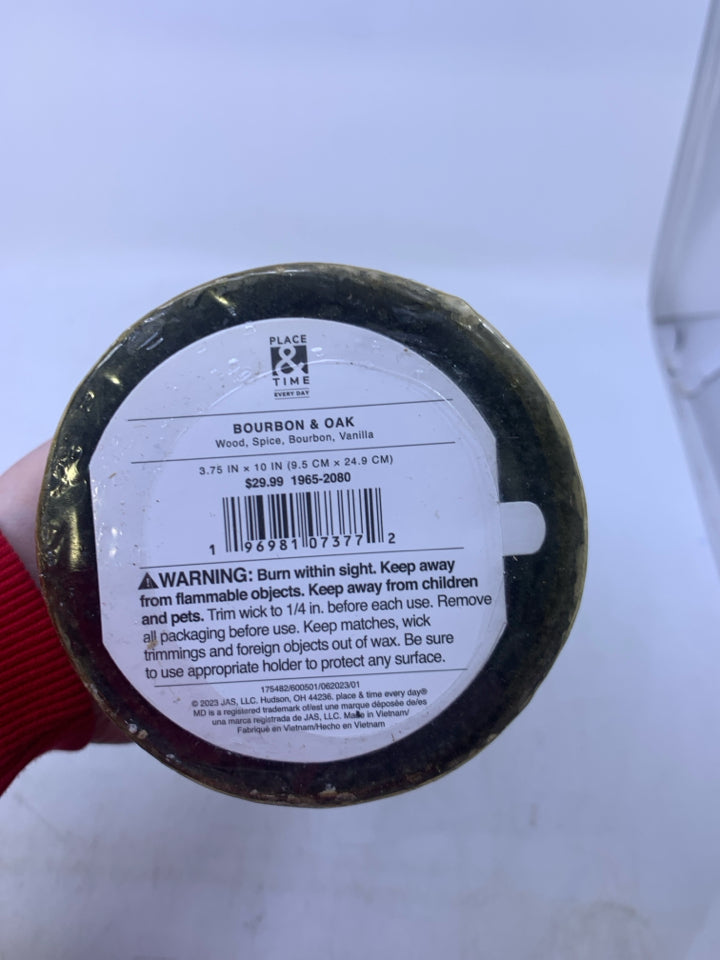 PLACE
&
TIME
EVERY DAY
BOURBON & OAK
Wood, Spice, Bourbon, Vanilla
3.75 IN × 10 IN (9.5 CM × 24.9 CM)
$29.99 1965-2080
1 96981 07377 2
WARNING: Burn within sight. Keep away
from flammable objects. Keep away from children
and pets. Trim wick to 1/4 in. before each use. Remove
all packaging before use. Keep matches, wick
trimmings and foreign objects out of wax. Be sure
to use appropriate holder to protect any surface.
175482/600501/062023/01
© 2023 JAS, LLC. Hudson, OH 44236. place & time every day®
MD is a registered trademark of/est une marque déposée de/es
una marca registrada de JAS, LLC. Made in Vietnam/
Fabriqué en Vietnam/Hecho en Vietnam